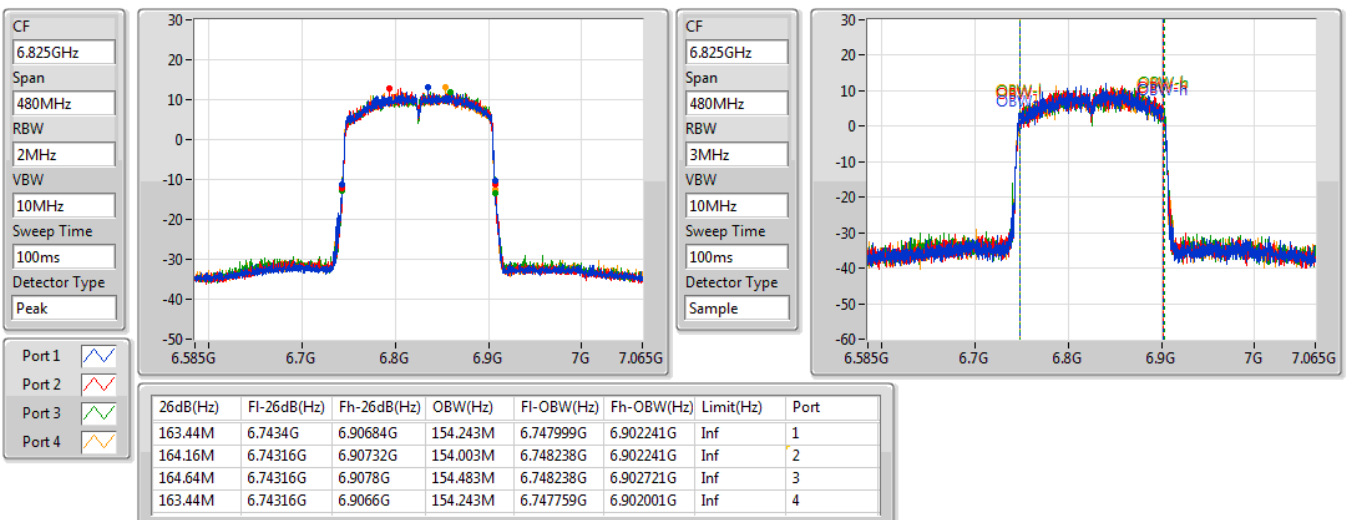 CF
6.825GHz
Span
480MHz
RBW
2MHz
VBW
10MHz
Sweep Time
100ms
Detector Type
Peak
30
20
10
0
-10
-20
-30
-40
-50
6.585G 6.7G 6.8G 6.9G 7G 7.065G
CF
6.825GHz
Span
480MHz
RBW
3MHz
VBW
10MHz
Sweep Time
100ms
Detector Type
Sample
30
20
10
0
-10
-20
-30
-40
-50
-60
OBW-l OBW-h
6.585G 6.7G 6.8G 6.9G 7G 7.065G
Port 1
Port 2
Port 3
Port 4
26dB(Hz) Fl-26dB(Hz) Fh-26dB(Hz) OBW(Hz) Fl-OBW(Hz) Fh-OBW(Hz) Limit(Hz) Port
163.44M 6.7434G 6.90684G 154.243M 6.747999G 6.902241G Inf 1
164.16M 6.74316G 6.90732G 154.003M 6.748238G 6.902241G Inf 2
164.64M 6.74316G 6.9078G 154.483M 6.748238G 6.902721G Inf 3
163.44M 6.74316G 6.9066G 154.243M 6.747759G 6.902001G Inf 4